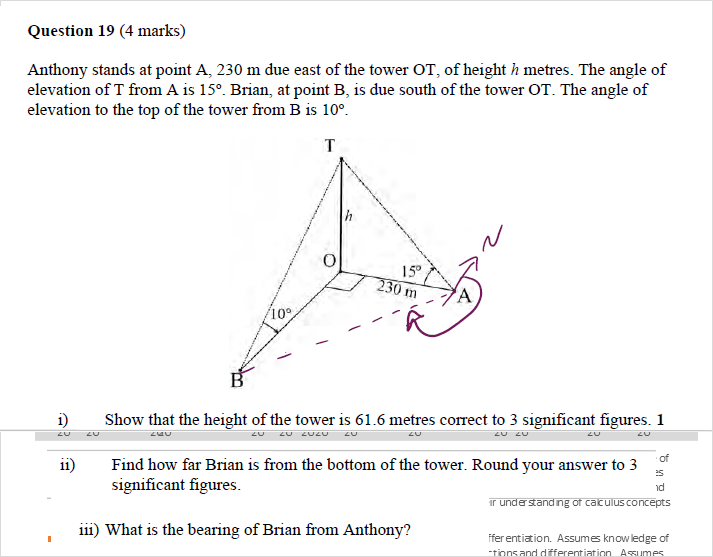 Question 19 (4 marks)
Anthony stands at point A, 230 m due east of the tower OT, of height h metres. The angle of
elevation of T from A is 15°. Brian, at point B, is due south of the tower OT. The angle of
elevation to the top of the tower from B is 10°.
T
h
N
O
15°
230 m
A
10°
B
i) Show that the height of the tower is 61.6 metres correct to 3 significant figures. 1
ii) Find how far Brian is from the bottom of the tower. Round your answer to 3
significant figures.
of
es
nd
ir understanding of calculus concepts
iii) What is the bearing of Brian from Anthony?
fferentiation. Assumes knowledge of
tions and differentiation. Assumes